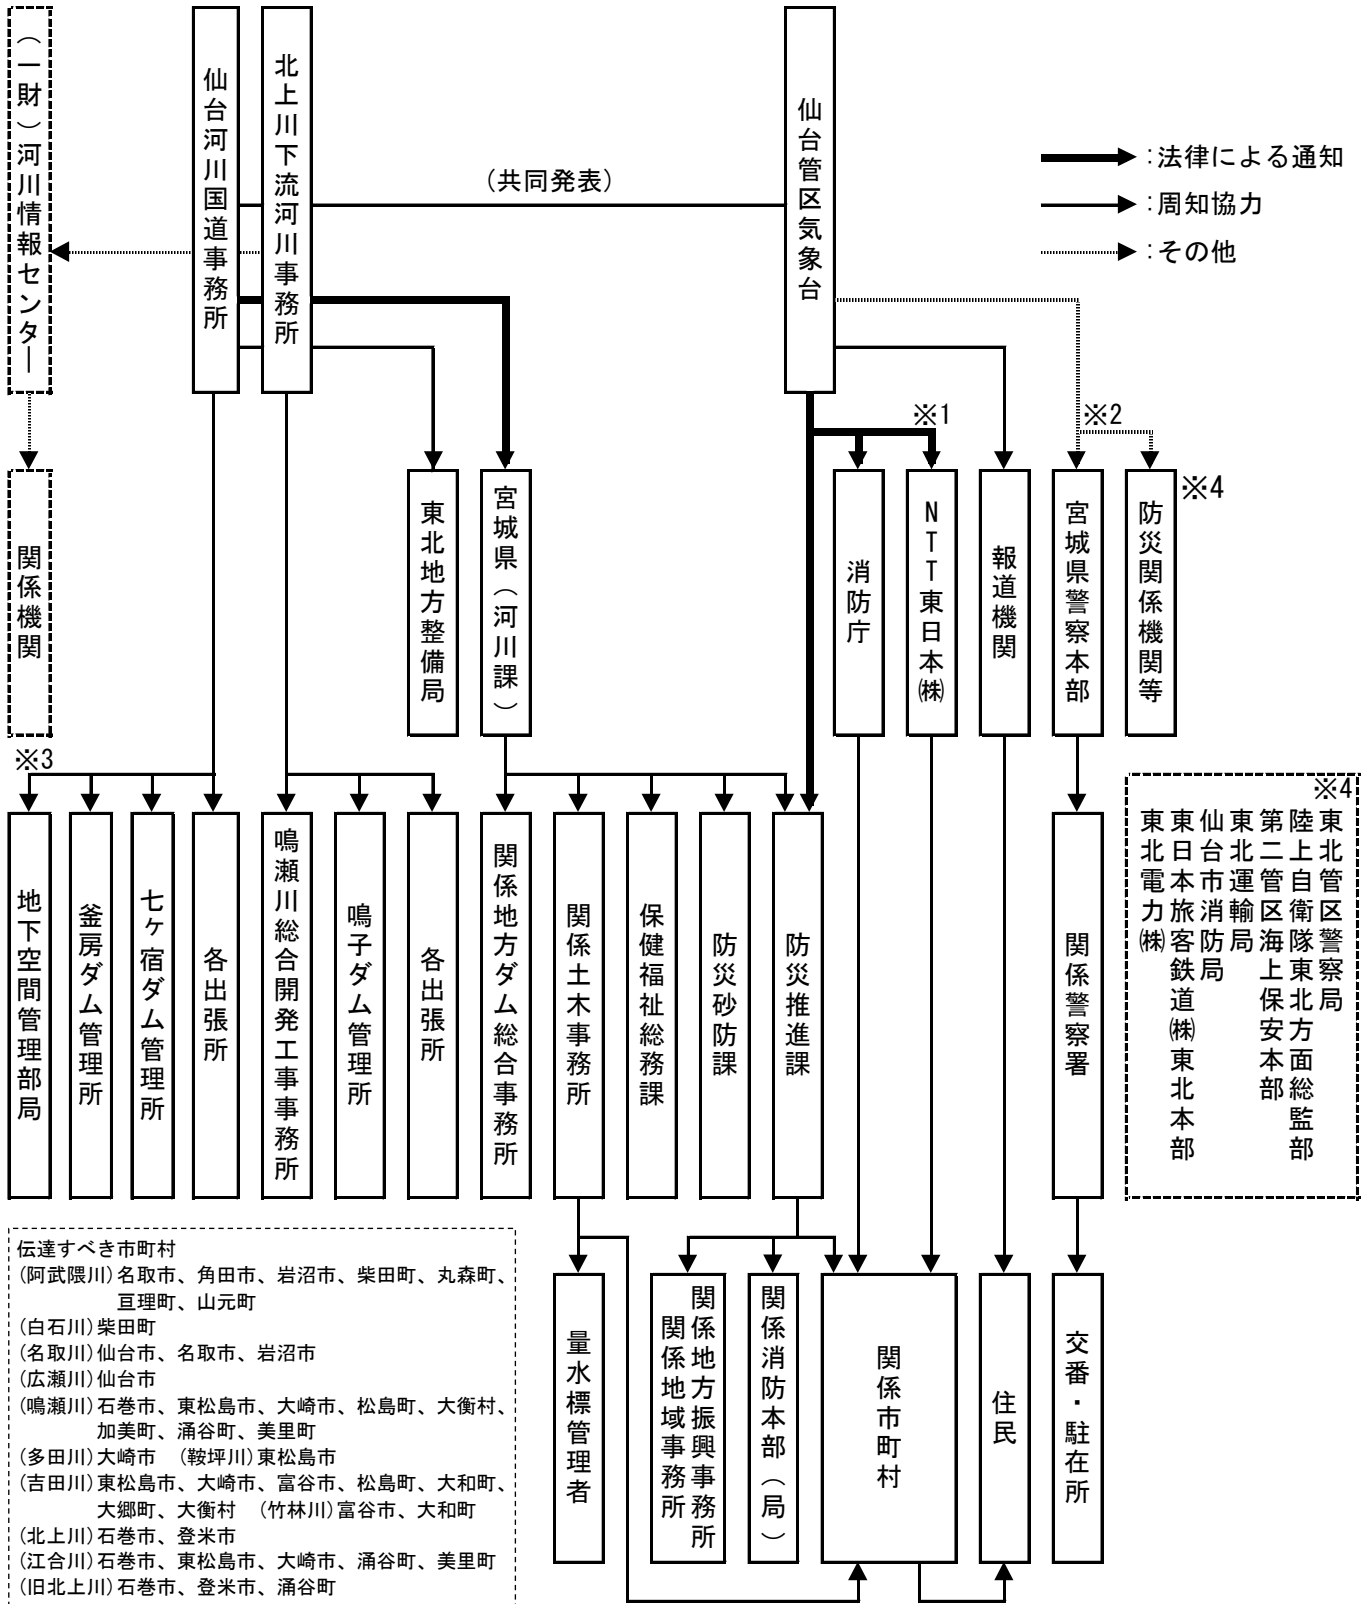 （一財）河川情報センター
仙台河川国道事務所
北上川下流河川事務所
仙台管区気象台
(共同発表)
:法律による通知
:周知協力
:その他
※1
※2
※4
関係機関
東北地方整備局
宮城県（河川課）
消防庁
NTT東日本㈱
報道機関
宮城県警察本部
防災関係機関等
※3
地下空間管理部局
釜房ダム管理所
七ケ宿ダム管理所
各出張所
鳴瀬川総合開発工事事務所
鳴子ダム管理所
各出張所
関係地方ダム総合事務所
関係土木事務所
保健福祉総務課
防災砂防課
防災推進課
関係警察署
※4
東北管区警察局
陸上自衛隊東北方面総監部
第二管区海上保安本部
東北運輸局
仙台市消防局
東日本旅客鉄道㈱東北本部
東北電力㈱
伝達すべき市町村
(阿武隈川)名取市、角田市、岩沼市、柴田町、丸森町、
亘理町、山元町
(白石川)柴田町
(名取川)仙台市、名取市、岩沼市
(広瀬川)仙台市
(鳴瀬川)石巻市、東松島市、大崎市、松島町、大衡村、
加美町、涌谷町、美里町
(多田川)大崎市　(鞍坪川)東松島市
(吉田川)東松島市、大崎市、富谷市、松島町、大和町、
大郷町、大衡村　(竹林川)富谷市、大和町
(北上川)石巻市、登米市
(江合川)石巻市、東松島市、大崎市、涌谷町、美里町
(旧北上川)石巻市、登米市、涌谷町
量水標管理者
関係地方振興事務所
関係地域事務所
関係消防本部（局）
関係市町村
住民
交番・駐在所